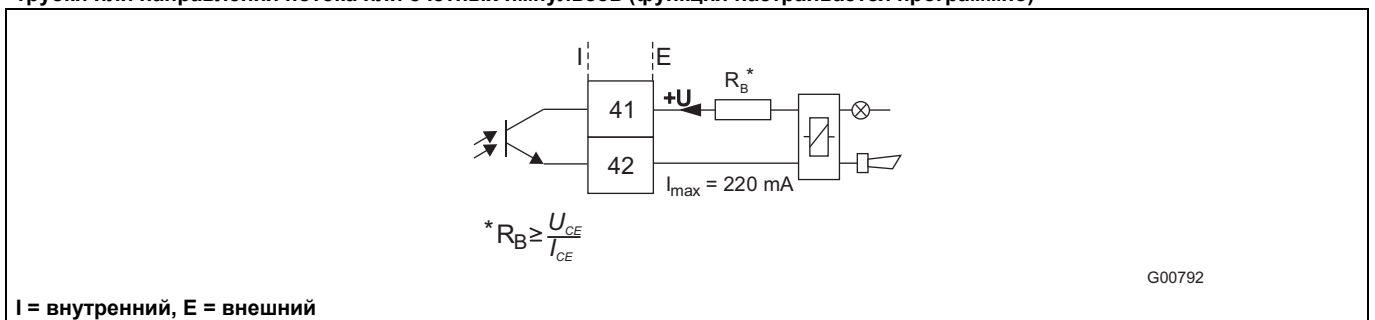 I E
R_B*
41 +U
42
I_max = 220 mA
*R_B ≥ U_CE / I_CE
G00792
I = внутренний, E = внешний